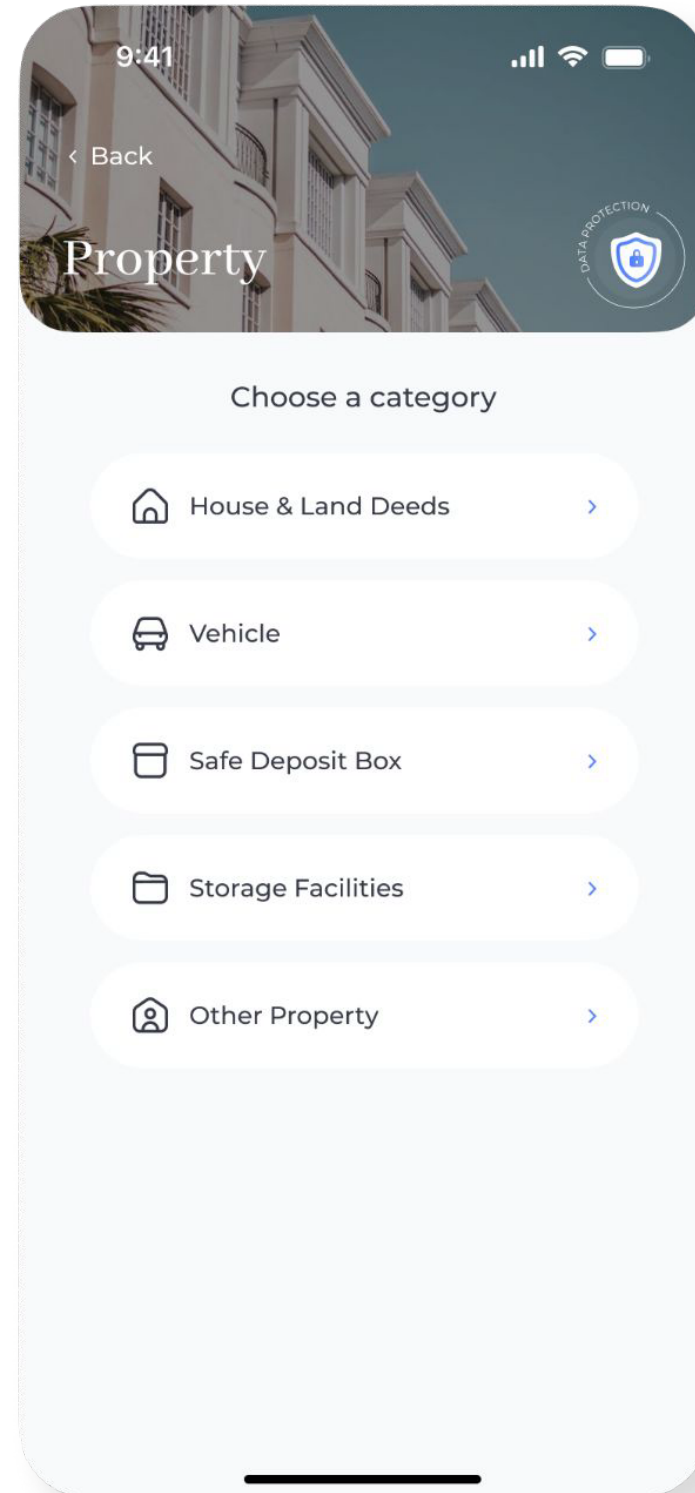 9:41
< Back
DATA PROTECTION
Property
Choose a category
House & Land Deeds
Vehicle
Safe Deposit Box
Storage Facilities
Other Property